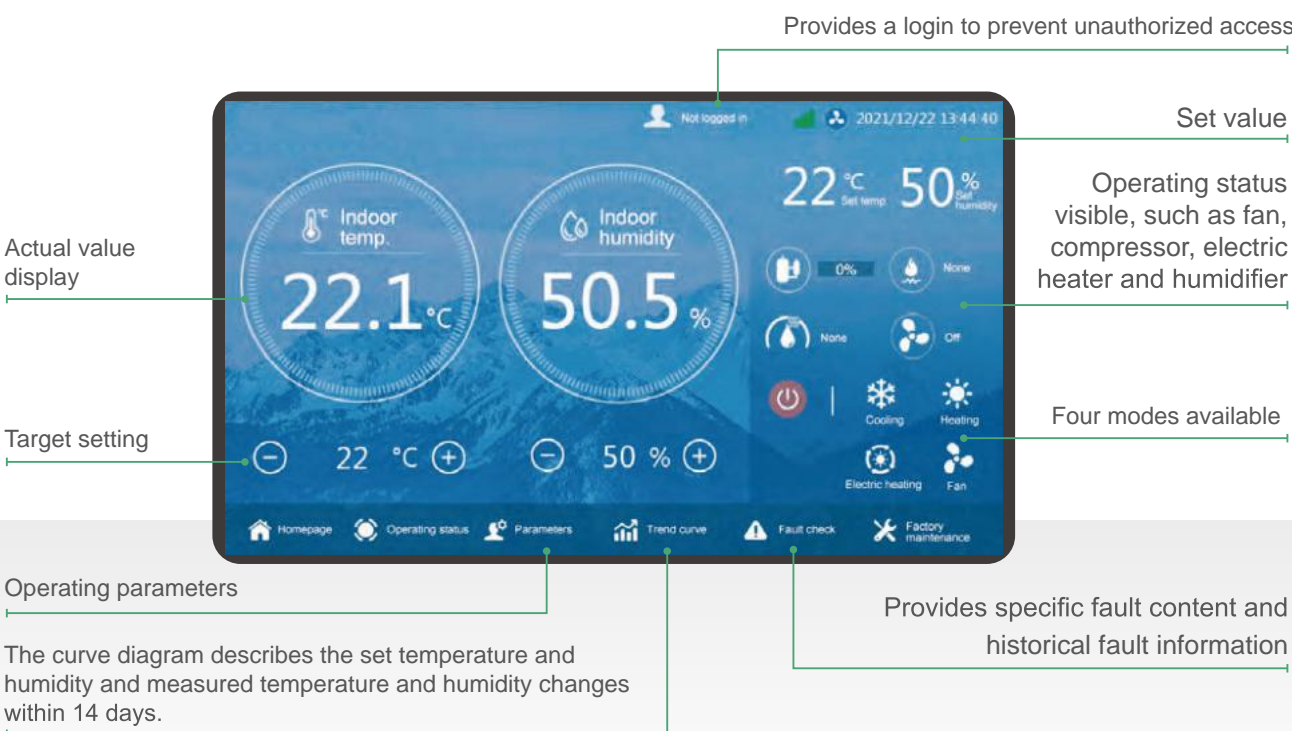 Provides a login to prevent unauthorized access
Not logged in
2021/12/22 13:44:40
Set value
22 °C Set temp
50 % Set humidity
Operating status
visible, such as fan,
compressor, electric
heater and humidifier
°C Indoor
temp.
22.1 °C
Indoor
humidity
50.5 %
Actual value
display
0%
None
None
Off
Cooling
Heating
Four modes available
Electric heating
Fan
Target setting
22 °C
50 %
Homepage
Operating status
Parameters
Trend curve
Fault check
Factory
maintenance
Operating parameters
Provides specific fault content and
historical fault information
The curve diagram describes the set temperature and
humidity and measured temperature and humidity changes
within 14 days.